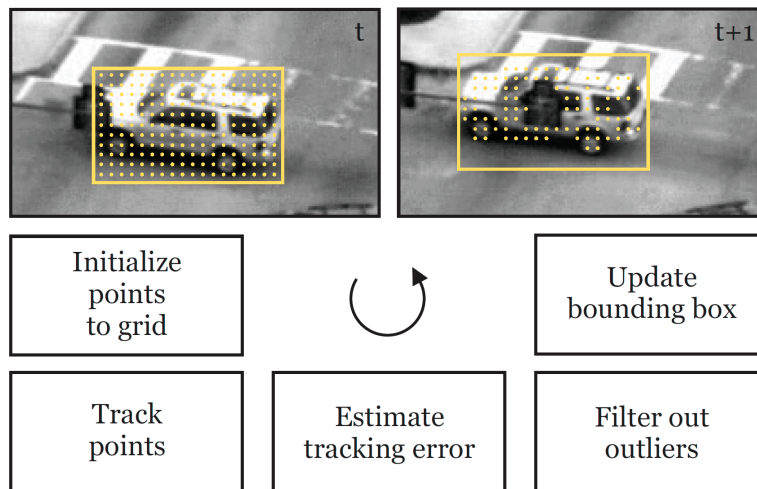 t
t+1
Initialize
points
to grid
Update
bounding box
Track
points
Estimate
tracking error
Filter out
outliers